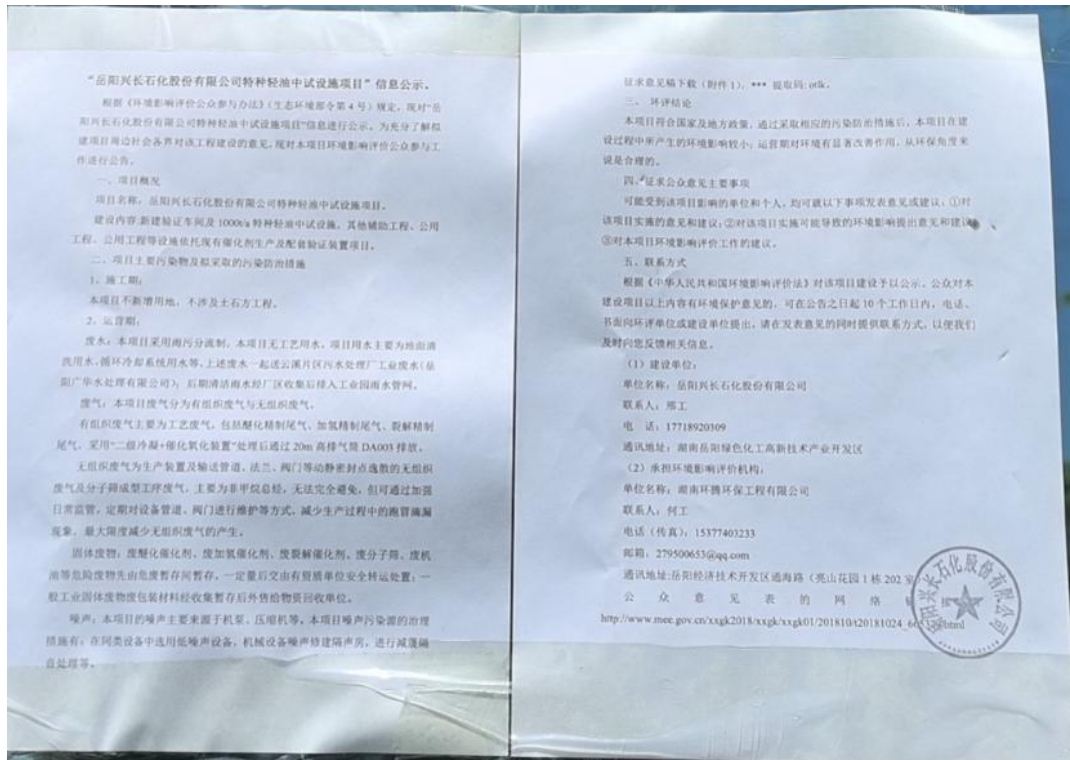 “岳阳兴长石化股份有限公司特种轻油中试设施项目”信息公示。
根据《环境影响评价公众参与办法》（生态环境部令第 4 号）规定，现对“岳
阳兴长石化股份有限公司特种轻油中试设施项目”信息进行公示。为充分了解拟
建项目周边社会各界对该工程建设的意见，现对本项目环境影响评价公众参与工
作进行公告。
一、项目概况
项目名称：岳阳兴长石化股份有限公司特种轻油中试设施项目。
建设内容:新建验证车间及 1000t/a 特种轻油中试设施，其他辅助工程、公用
工程、公用工程等设施依托现有催化剂生产及配套验证装置项目。
二、项目主要污染物及拟采取的污染防治措施
1、施工期：
本项目不新增用地，不涉及土石方工程。
2、运营期：
废水：本项目采用雨污分流制，本项目无工艺用水，项目用水主要为地面清
洗用水、循环冷却系统用水等，上述废水一起送云溪片区污水处理厂工业废水（岳
阳广华水处理有限公司）；后期清洁雨水经厂区收集后排入工业园雨水管网。
废气：本项目废气分为有组织废气与无组织废气。
有组织废气主要为工艺废气，包括醚化精制尾气、加氢精制尾气、裂解精制
尾气，采用“二级冷凝+催化氧化装置”处理后通过 20m 高排气筒 DA003 排放。
无组织废气为生产装置及输送管道、法兰、阀门等动静密封点逸散的无组织
废气及分子筛成型工序废气，主要为非甲烷总烃，无法完全避免，但可通过加强
日常监管，定期对设备管道、阀门进行维护等方式，减少生产过程中的跑冒滴漏
现象，最大限度减少无组织废气的产生。
固体废物：废醚化催化剂、废加氢催化剂、废裂解催化剂、废分子筛、废机
油等危险废物先由危废暂存间暂存，一定量后交由有资质单位安全转运处置；一
般工业固体废物废包装材料经收集暂存后外售给物资回收单位。
噪声：本项目的噪声主要来源于机泵、压缩机等，本项目噪声污染源的治理
措施有：在同类设备中选用低噪声设备，机械设备噪声修建隔声房，进行减蓬隔
音处理等。
征求意见稿下载（附件 1），*** 提取码: otlk。
三、 环评结论
本项目符合国家及地方政策，通过采取相应的污染防治措施后，本项目在建
设过程中所产生的环境影响较小；运营期对环境有显著改善作用，从环保角度来
说是合理的。
四、征求公众意见主要事项
可能受到该项目影响的单位和个人，均可就以下事项发表意见或建议：①对
该项目实施的意见和建议；②对该项目实施可能导致的环境影响提出意见和建议
③对本项目环境影响评价工作的建议。
五、联系方式
根据《中华人民共和国环境影响评价法》对该项目建设予以公示。公众对本
建设项目以上内容有环境保护意见的，可在公告之日起 10 个工作日内，电话、
书面向环评单位或建设单位提出，请在发表意见的同时提供联系方式，以便我们
及时向您反馈相关信息。
（1）建设单位：
单位名称：岳阳兴长石化股份有限公司
联系人：邢工
电 话：17718920309
通讯地址：湖南岳阳绿色化工高新技术产业开发区
（2）承担环境影响评价机构：
单位名称：湖南环腾环保工程有限公司
联系人：何工
电话（传真）：15377403233
邮箱：279500653@qq.com
通讯地址:岳阳经济技术开发区通海路（亮山花园 1 栋 202 室）
公 众 意 见 表 的 网 络
http://www.mee.gov.cn/xxgk2018/xxgk/xxgk01/201810/t20181024_665329.html
岳阳兴长石化股份有限公司